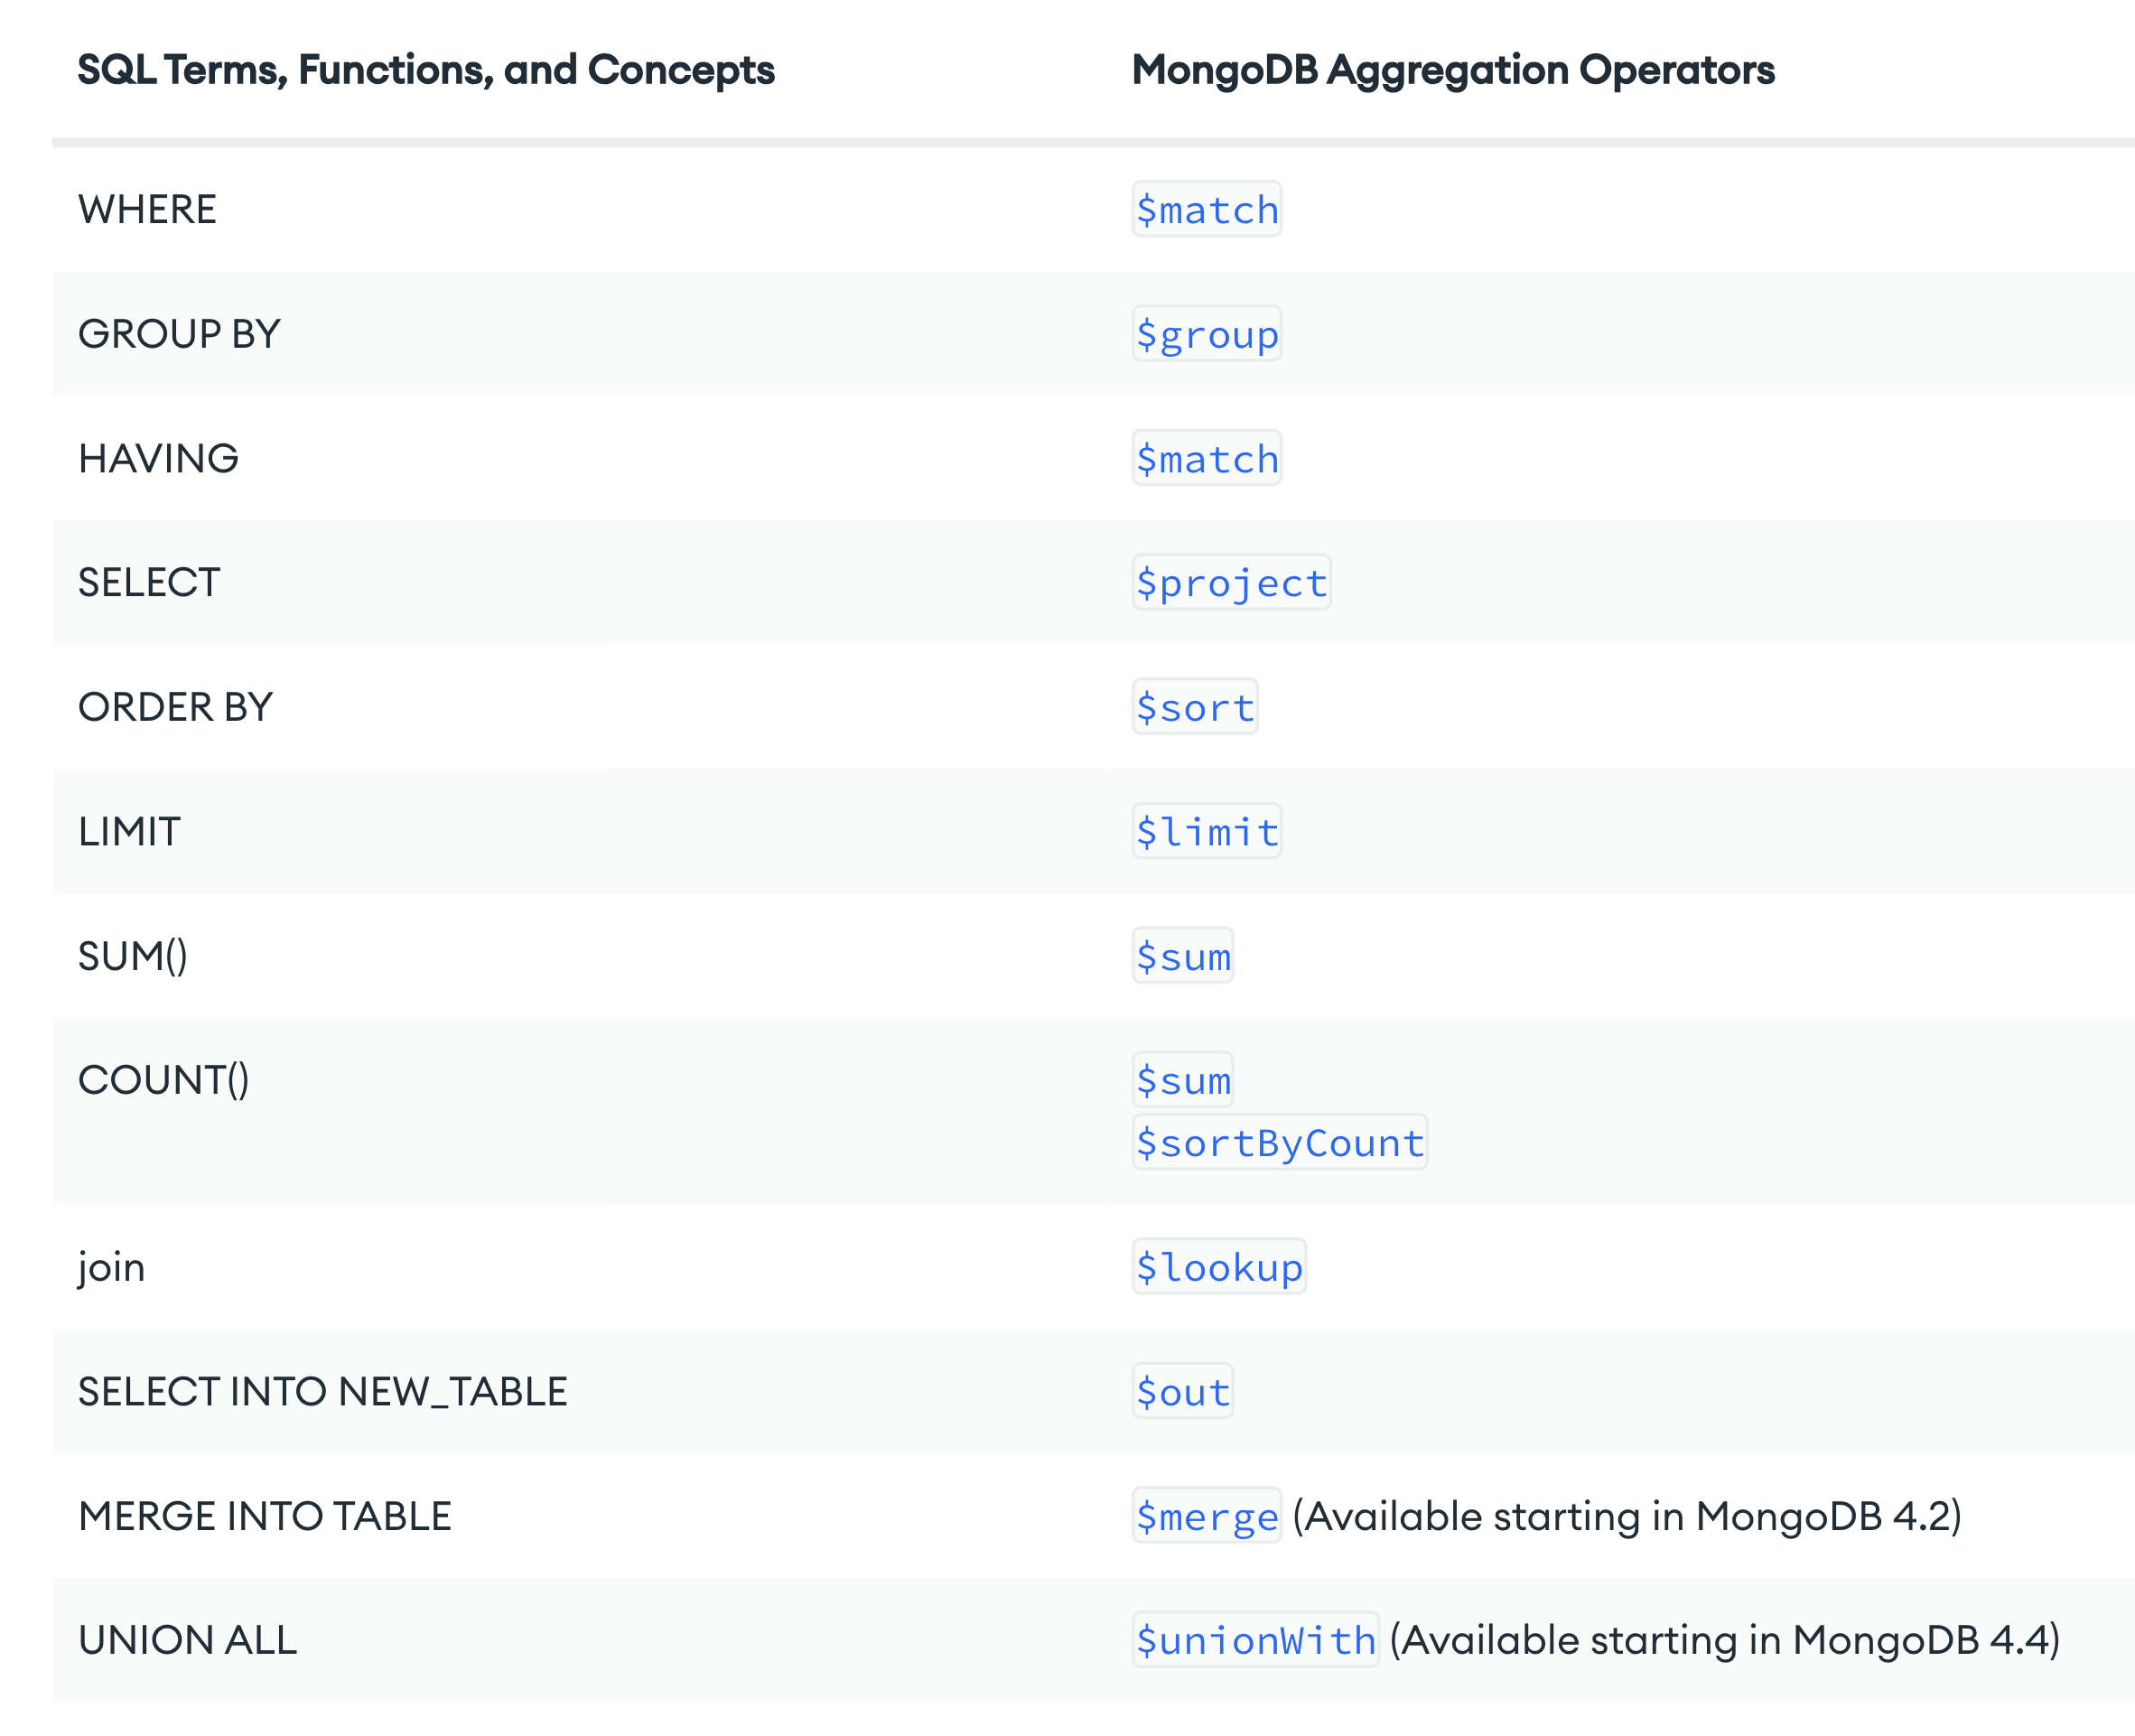 SQL Terms, Functions, and Concepts MongoDB Aggregation Operators
WHERE $match
GROUP BY $group
HAVING $match
SELECT $project
ORDER BY $sort
LIMIT $limit
SUM() $sum
COUNT() $sum
$sortByCount
join $lookup
SELECT INTO NEW_TABLE $out
MERGE INTO TABLE $merge (Available starting in MongoDB 4.2)
UNION ALL $unionWith (Available starting in MongoDB 4.4)